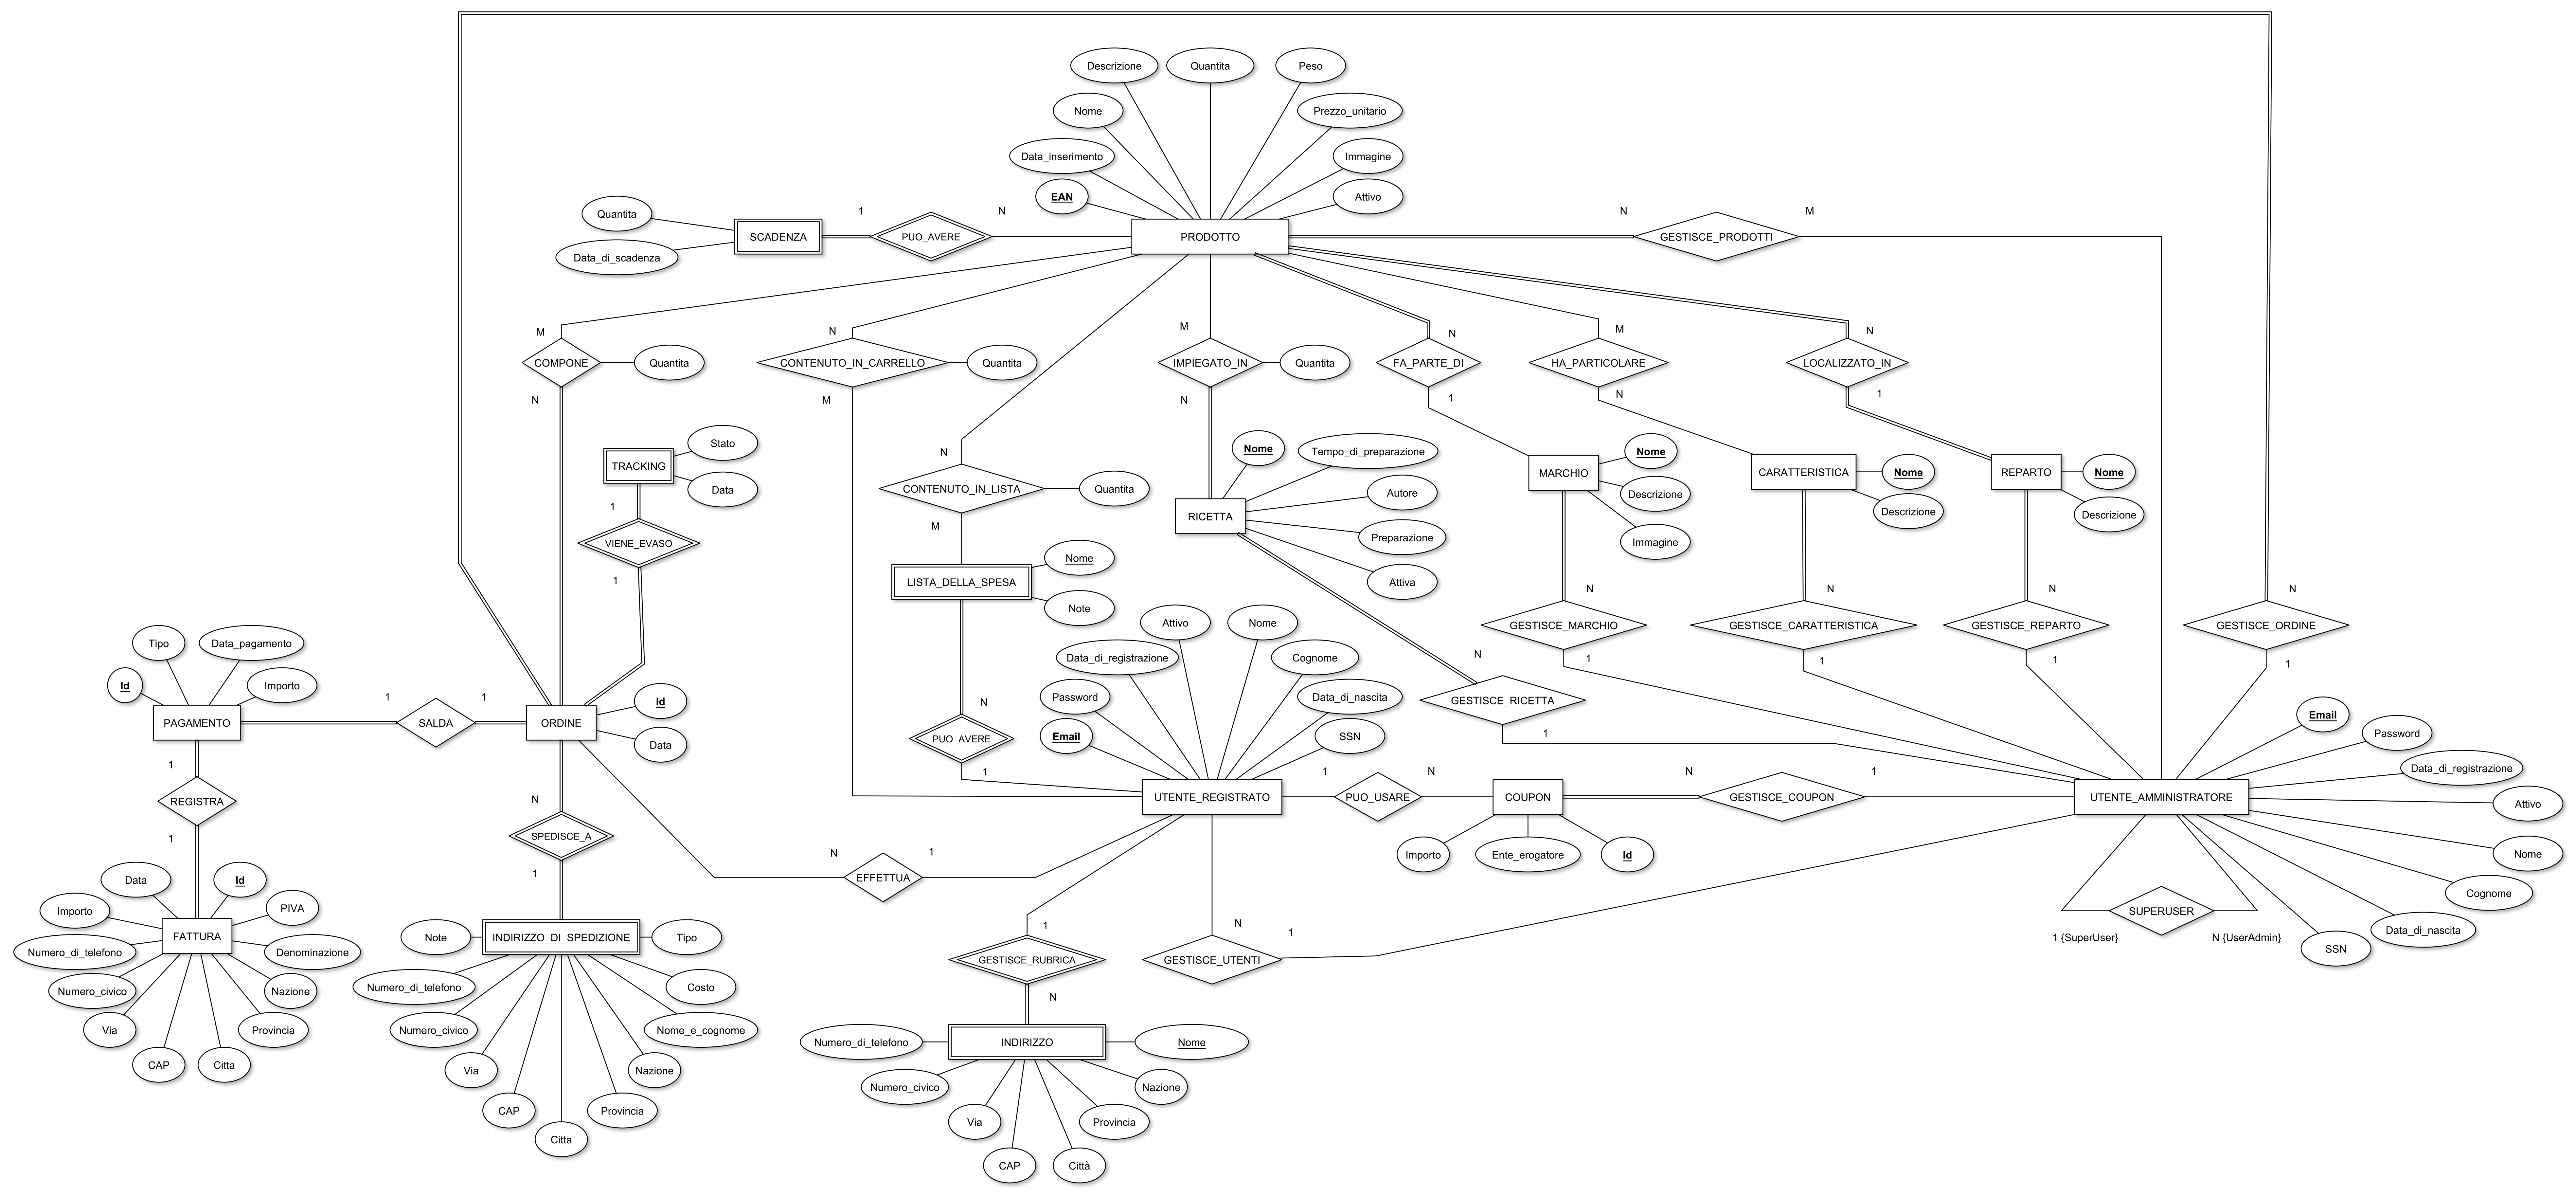 Descrizione
Quantita
Peso
Nome
Prezzo_unitario
Data_inserimento
Immagine
EAN
Attivo
Quantita
Data_di_scadenza
SCADENZA
1
PUO_AVERE
N
PRODOTTO
N
GESTISCE_PRODOTTI
M
M
COMPONE
Quantita
N
N
CONTENUTO_IN_CARRELLO
Quantita
M
M
IMPIEGATO_IN
Quantita
N
N
FA_PARTE_DI
1
M
HA_PARTICOLARE
N
N
LOCALIZZATO_IN
1
TRACKING
Stato
Data
1
VIENE_EVASO
1
N
CONTENUTO_IN_LISTA
Quantita
M
LISTA_DELLA_SPESA
Nome
Note
N
PUO_AVERE
1
RICETTA
Nome
Tempo_di_preparazione
Autore
Preparazione
Attiva
MARCHIO
Nome
Descrizione
Immagine
CARATTERISTICA
Nome
Descrizione
REPARTO
Nome
Descrizione
N
GESTISCE_MARCHIO
1
N
GESTISCE_CARATTERISTICA
1
N
GESTISCE_REPARTO
1
N
GESTISCE_ORDINE
1
N
GESTISCE_RICETTA
1
Tipo
Data_pagamento
Id
Importo
PAGAMENTO
1
SALDA
1
ORDINE
Id
Data
1
REGISTRA
1
Data
Id
Importo
PIVA
FATTURA
Numero_di_telefono
Denominazione
Numero_civico
Nazione
Via
Provincia
CAP
Citta
N
SPEDISCE_A
1
Note
INDIRIZZO_DI_SPEDIZIONE
Tipo
Numero_di_telefono
Costo
Numero_civico
Nome_e_cognome
Via
Nazione
CAP
Provincia
Citta
Attivo
Nome
Data_di_registrazione
Cognome
Password
Data_di_nascita
Email
SSN
UTENTE_REGISTRATO
1
PUO_USARE
N
COUPON
N
GESTISCE_COUPON
1
Importo
Ente_erogatore
Id
N
EFFETTUA
1
1
GESTISCE_RUBRICA
N
N
GESTISCE_UTENTI
1
Numero_di_telefono
INDIRIZZO
Nome
Numero_civico
Nazione
Via
Provincia
CAP
Città
UTENTE_AMMINISTRATORE
Email
Password
Data_di_registrazione
Attivo
Nome
Cognome
Data_di_nascita
SSN
SUPERUSER
1 {SuperUser}
N {UserAdmin}